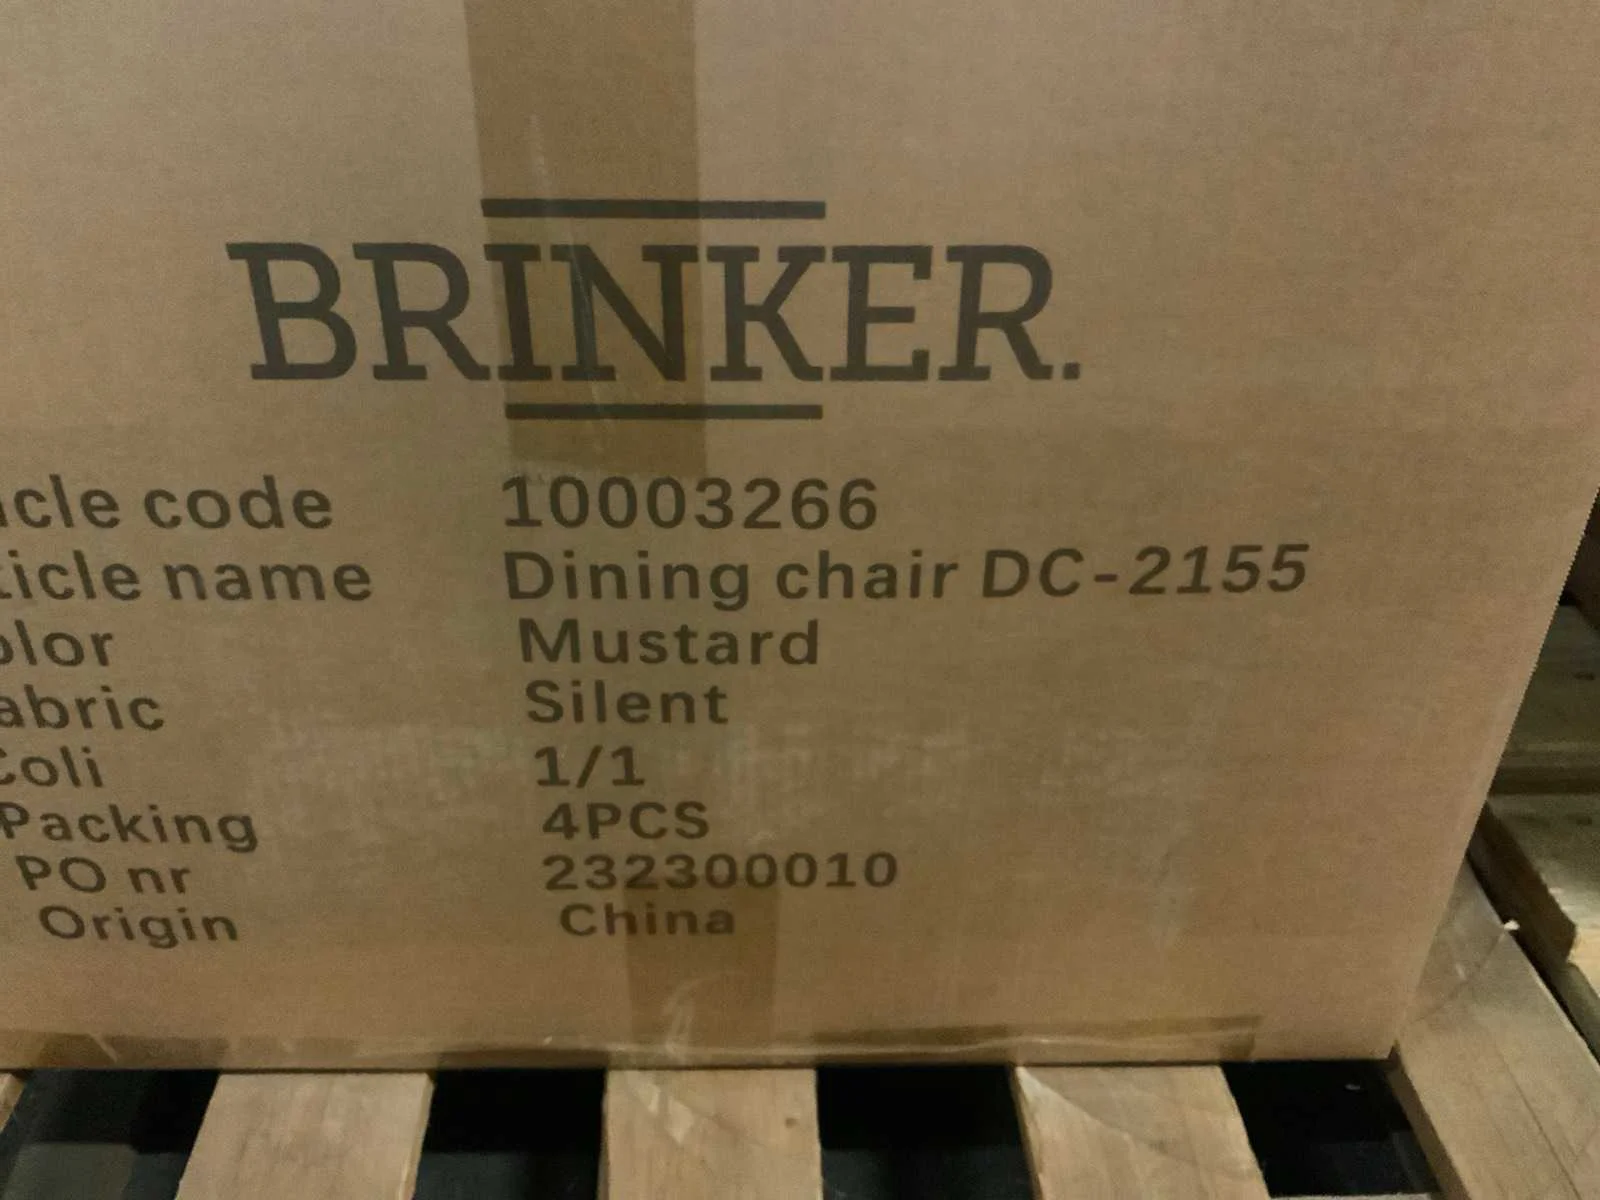 BRINKER.
icle code 10003266
ticle name Dining chair DC-2155
olor Mustard
abric Silent
Coli 1/1
Packing 4PCS
PO nr 232300010
Origin China